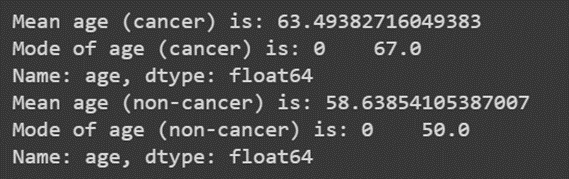 Mean age (cancer) is: 63.49382716049383
Mode of age (cancer) is: 0    67.0
Name: age, dtype: float64
Mean age (non-cancer) is: 58.63854105387007
Mode of age (non-cancer) is: 0    50.0
Name: age, dtype: float64